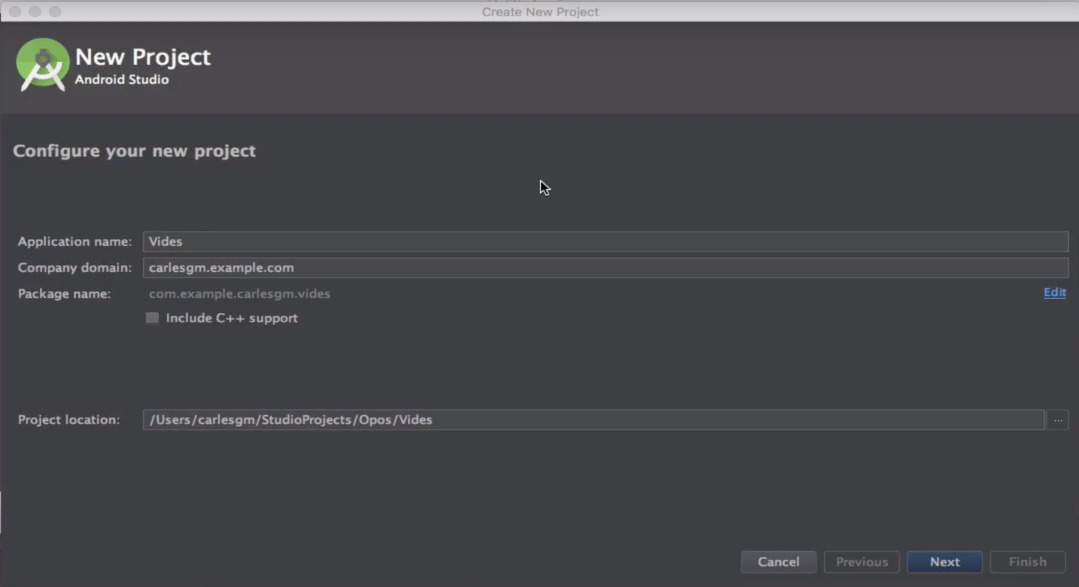 Create New Project
New Project
Android Studio
Configure your new project
Application name: Vides
Company domain: carlesgm.example.com
Package name: com.example.carlesgm.vides Edit
Include C++ support
Project location: /Users/carlesgm/StudioProjects/Opos/Vides ...
Cancel Previous Next Finish